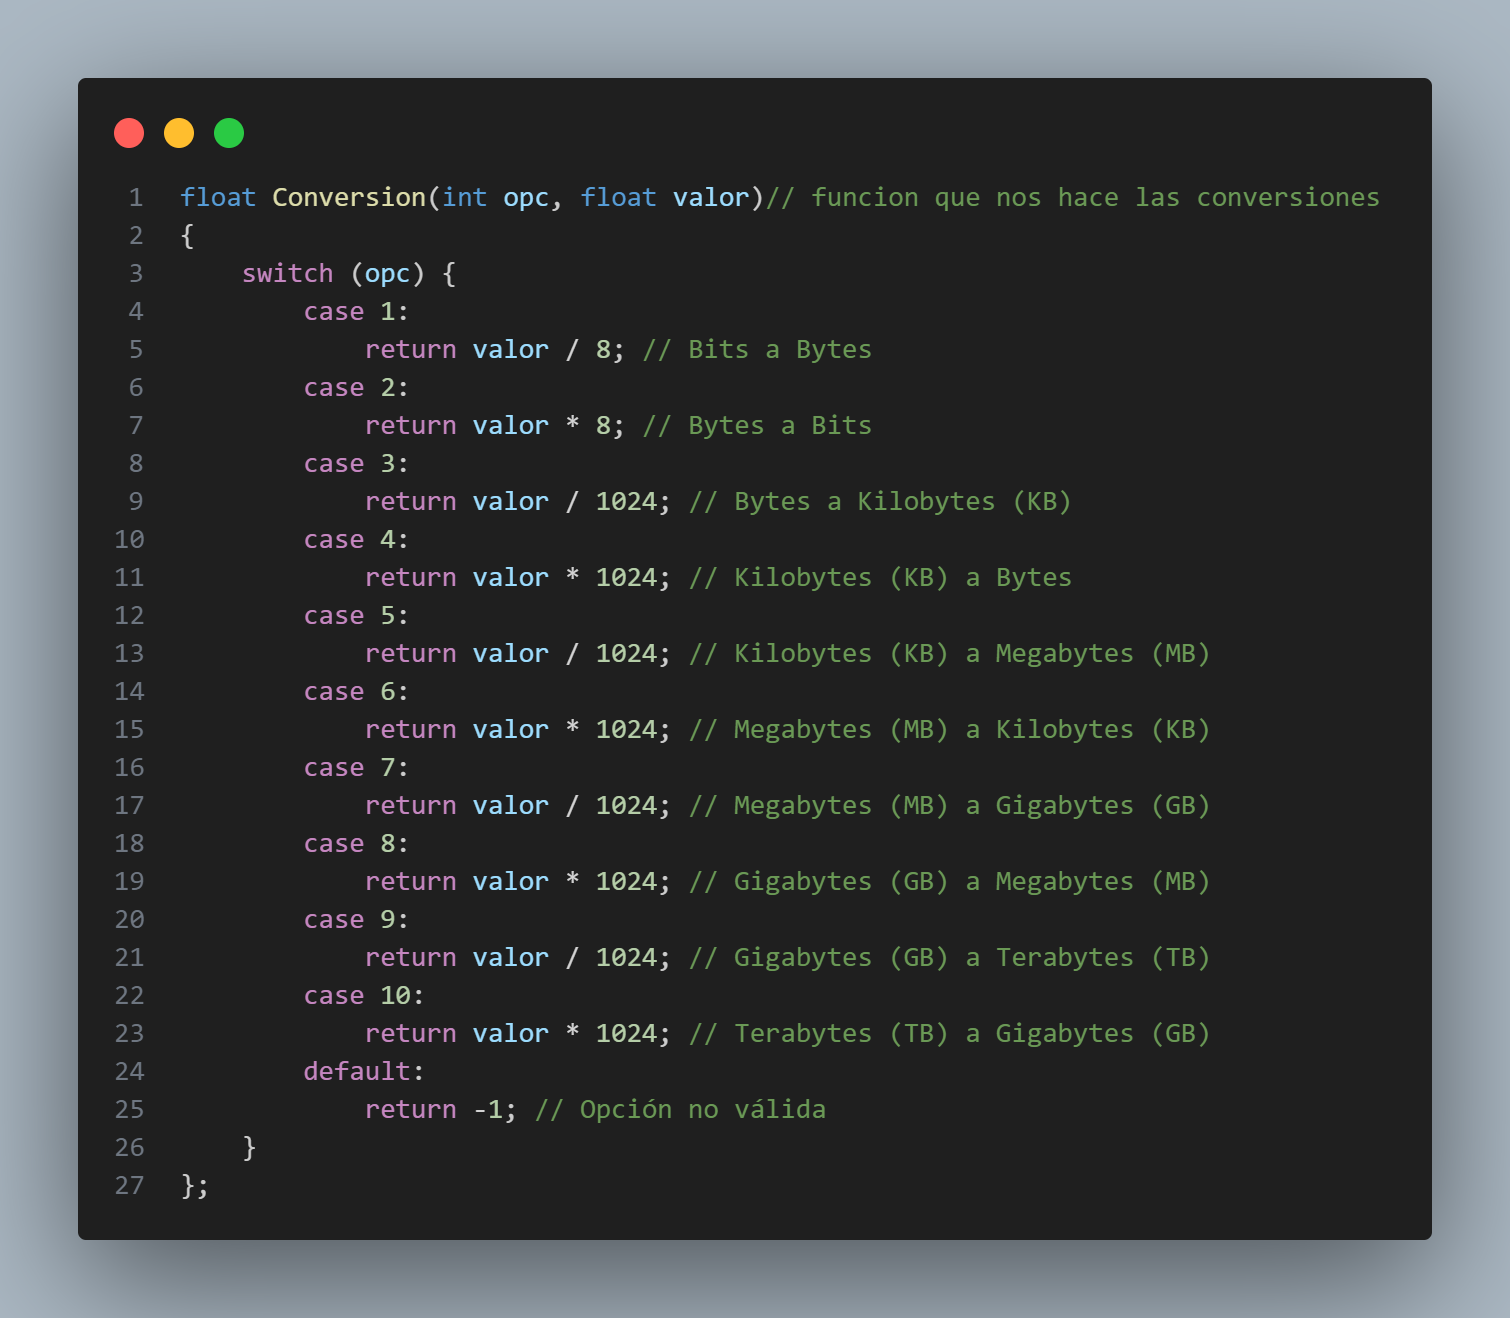 1 float Conversion(int opc, float valor)// funcion que nos hace las conversiones
2 {
3     switch (opc) {
4         case 1:
5             return valor / 8; // Bits a Bytes
6         case 2:
7             return valor * 8; // Bytes a Bits
8         case 3:
9             return valor / 1024; // Bytes a Kilobytes (KB)
10         case 4:
11             return valor * 1024; // Kilobytes (KB) a Bytes
12         case 5:
13             return valor / 1024; // Kilobytes (KB) a Megabytes (MB)
14         case 6:
15             return valor * 1024; // Megabytes (MB) a Kilobytes (KB)
16         case 7:
17             return valor / 1024; // Megabytes (MB) a Gigabytes (GB)
18         case 8:
19             return valor * 1024; // Gigabytes (GB) a Megabytes (MB)
20         case 9:
21             return valor / 1024; // Gigabytes (GB) a Terabytes (TB)
22         case 10:
23             return valor * 1024; // Terabytes (TB) a Gigabytes (GB)
24         default:
25             return -1; // Opción no válida
26     }
27 };